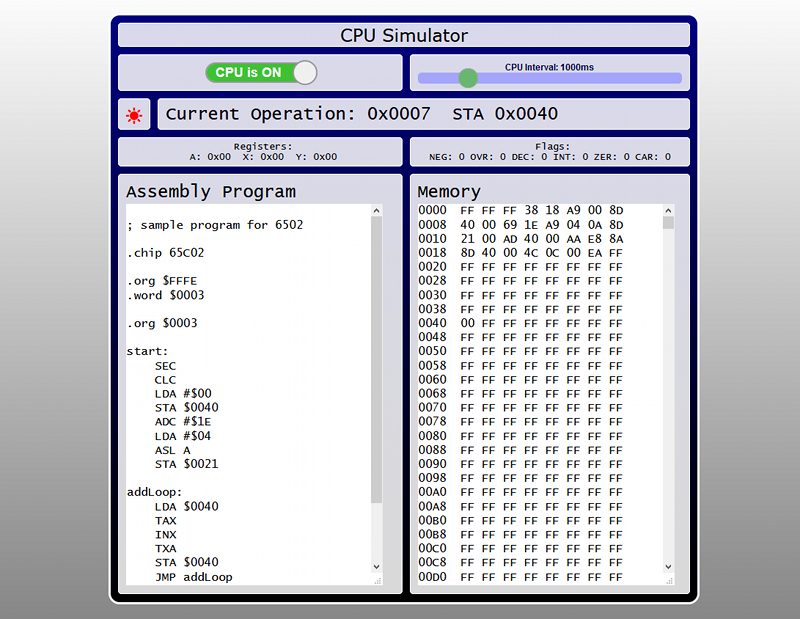 CPU Simulator
CPU is ON
CPU Interval: 1000ms
Current Operation: 0x0007 STA 0x0040
Registers:
A: 0x00 X: 0x00 Y: 0x00
Flags:
NEG: 0 OVR: 0 DEC: 0 INT: 0 ZER: 0 CAR: 0
Assembly Program
; sample program for 6502
.chip 65C02
.org $FFFE
.word $0003
.org $0003
start:
SEC
CLC
LDA #$00
STA $0040
ADC #$1E
LDA #$04
ASL A
STA $0021
addLoop:
LDA $0040
TAX
INX
TXA
STA $0040
JMP addLoop
Memory
0000 FF FF FF 38 18 A9 00 8D
0008 40 00 69 1E A9 04 0A 8D
0010 21 00 AD 40 00 AA E8 8A
0018 8D 40 00 4C 0C 00 EA FF
0020 FF FF FF FF FF FF FF FF
0028 FF FF FF FF FF FF FF FF
0030 FF FF FF FF FF FF FF FF
0038 FF FF FF FF FF FF FF FF
0040 00 FF FF FF FF FF FF FF
0048 FF FF FF FF FF FF FF FF
0050 FF FF FF FF FF FF FF FF
0058 FF FF FF FF FF FF FF FF
0060 FF FF FF FF FF FF FF FF
0068 FF FF FF FF FF FF FF FF
0070 FF FF FF FF FF FF FF FF
0078 FF FF FF FF FF FF FF FF
0080 FF FF FF FF FF FF FF FF
0088 FF FF FF FF FF FF FF FF
0090 FF FF FF FF FF FF FF FF
0098 FF FF FF FF FF FF FF FF
00A0 FF FF FF FF FF FF FF FF
00A8 FF FF FF FF FF FF FF FF
00B0 FF FF FF FF FF FF FF FF
00B8 FF FF FF FF FF FF FF FF
00C0 FF FF FF FF FF FF FF FF
00C8 FF FF FF FF FF FF FF FF
00D0 FF FF FF FF FF FF FF FF